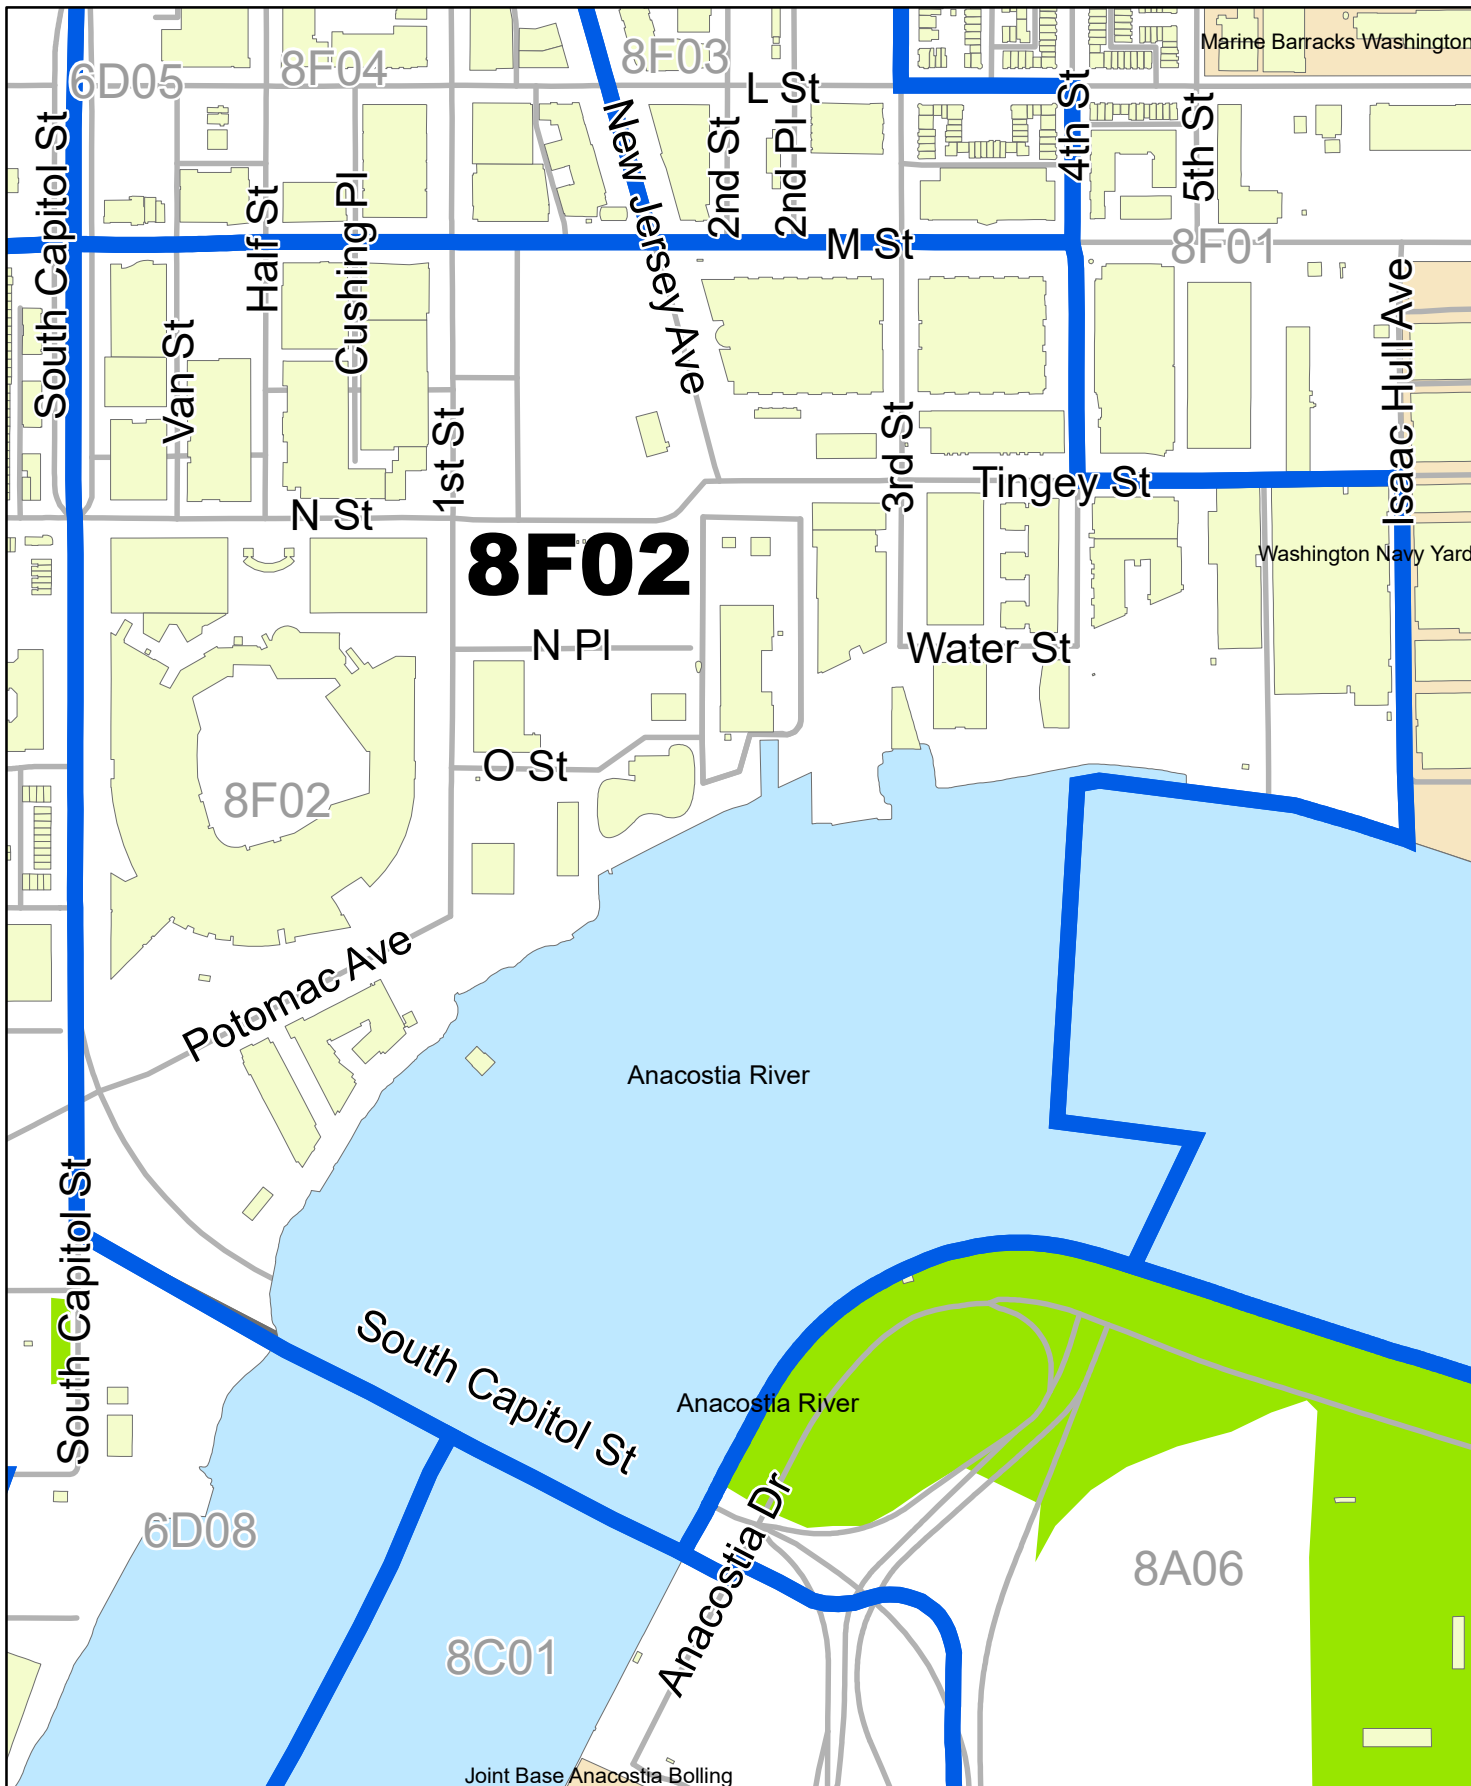 Marine Barracks Washington
8F03
8F04
6D05
L St
4th St
5th St
2nd St
2nd Pl
New Jersey Ave
South Capitol St
Half St
Cushing Pl
M St
8F01
Isaac Hull Ave
Van St
1st St
3rd St
Tingey St
N St
8F02
Washington Navy Yard
N Pl
Water St
O St
8F02
Potomac Ave
Anacostia River
South Capitol St
South Capitol St
Anacostia River
Anacostia Dr
6D08
8A06
8C01
Joint Base Anacostia Bolling